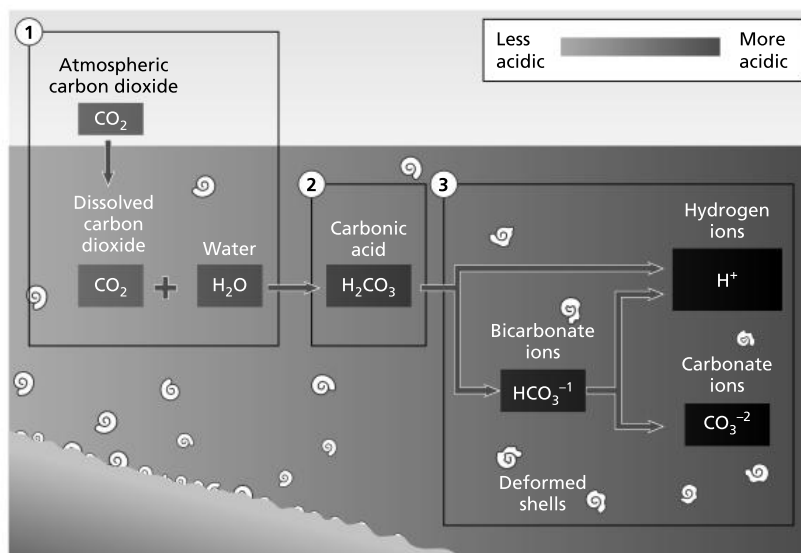 1
Atmospheric
carbon dioxide
CO₂
Dissolved
carbon
dioxide
CO₂
+
Water
H₂O
2
Carbonic
acid
H₂CO₃
3
Bicarbonate
ions
HCO₃⁻¹
Hydrogen
ions
H⁺
Carbonate
ions
CO₃⁻²
Deformed
shells
Less
acidic
More
acidic